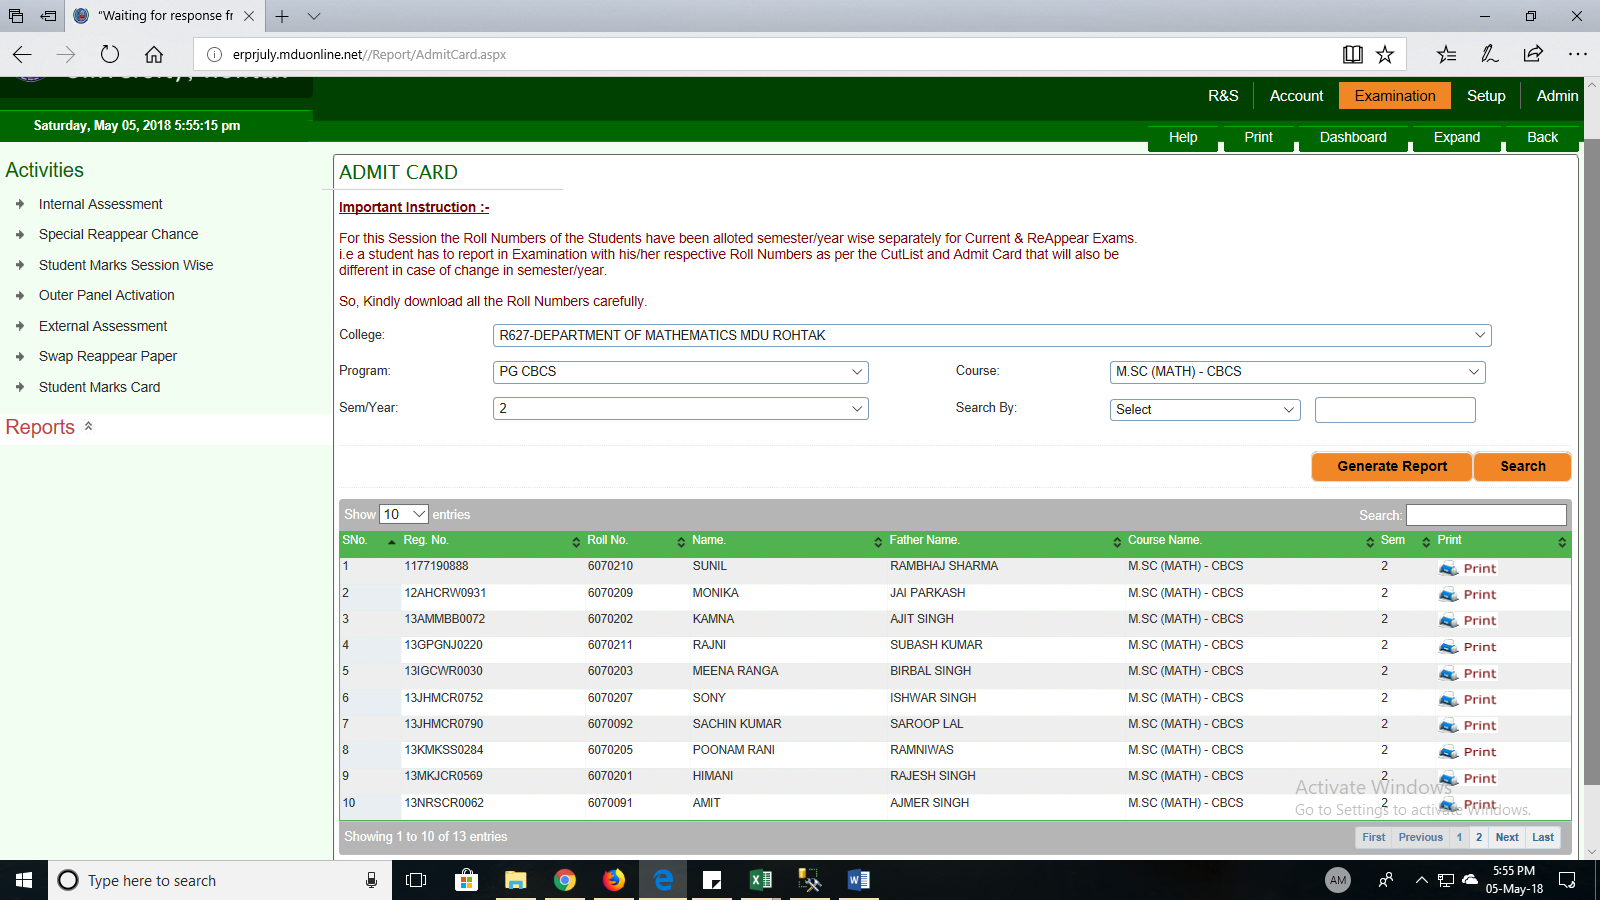 "Waiting for response fr
erprjuly.mduonline.net//Report/AdmitCard.aspx
R&S Account Examination Setup Admin
Saturday, May 05, 2018 5:55:15 pm
Help Print Dashboard Expand Back
Activities
Internal Assessment
Special Reappear Chance
Student Marks Session Wise
Outer Panel Activation
External Assessment
Swap Reappear Paper
Student Marks Card
Reports
ADMIT CARD
Important Instruction :-
For this Session the Roll Numbers of the Students have been alloted semester/year wise separately for Current & ReAppear Exams.
i.e a student has to report in Examination with his/her respective Roll Numbers as per the CutList and Admit Card that will also be
different in case of change in semester/year.
So, Kindly download all the Roll Numbers carefully.
College: R627-DEPARTMENT OF MATHEMATICS MDU ROHTAK
Program: PG CBCS Course: M.SC (MATH) - CBCS
Sem/Year: 2 Search By: Select
Generate Report Search
Show 10 entries Search:
SNo. Reg. No. Roll No. Name. Father Name. Course Name. Sem Print
1 1177190888 6070210 SUNIL RAMBHAJ SHARMA M.SC (MATH) - CBCS 2 Print
2 12AHCRW0931 6070209 MONIKA JAI PARKASH M.SC (MATH) - CBCS 2 Print
3 13AMMBB0072 6070202 KAMNA AJIT SINGH M.SC (MATH) - CBCS 2 Print
4 13GPGNJ0220 6070211 RAJNI SUBASH KUMAR M.SC (MATH) - CBCS 2 Print
5 13IGCWR0030 6070203 MEENA RANGA BIRBAL SINGH M.SC (MATH) - CBCS 2 Print
6 13JHMCR0752 6070207 SONY ISHWAR SINGH M.SC (MATH) - CBCS 2 Print
7 13JHMCR0790 6070092 SACHIN KUMAR SAROOP LAL M.SC (MATH) - CBCS 2 Print
8 13KMKSS0284 6070205 POONAM RANI RAMNIWAS M.SC (MATH) - CBCS 2 Print
9 13MKJCR0569 6070201 HIMANI RAJESH SINGH M.SC (MATH) - CBCS 2 Print
10 13NRSCR0062 6070091 AMIT AJMER SINGH M.SC (MATH) - CBCS 2 Print
Activate Windows
Go to Settings to activate Windows.
Showing 1 to 10 of 13 entries First Previous 1 2 Next Last
Type here to search
AM
5:55 PM
05-May-18